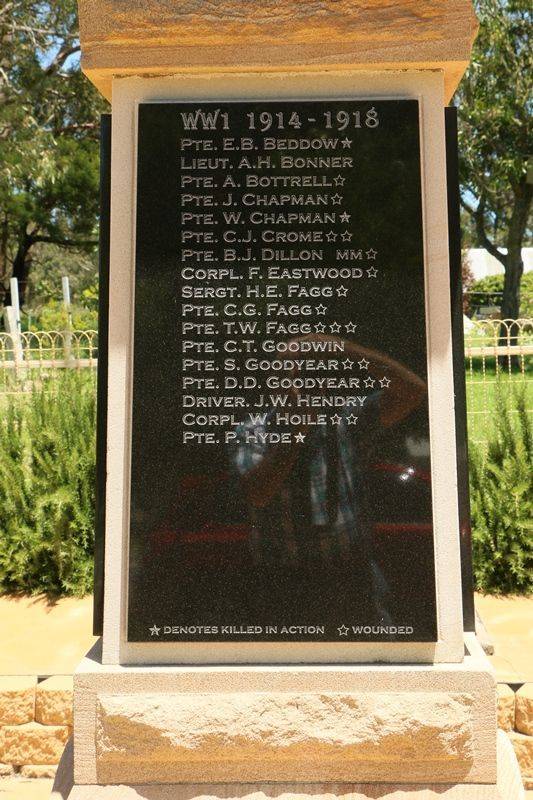 WW1 1914-1918
PTE. E.B. BEDDOW★
LIEUT. A.H. BONNER
PTE. A. BOTTRELL☆
PTE. J. CHAPMAN☆
PTE. W. CHAPMAN★
PTE. C.J. CROME☆☆
PTE. B.J. DILLON MM☆
CORPL. F. EASTWOOD☆
SERGT. H.E. FAGG☆
PTE. C.G. FAGG☆
PTE. T.W. FAGG☆☆☆
PTE. C.T. GOODWIN
PTE. S. GOODYEAR☆☆
PTE. D.D. GOODYEAR☆☆
DRIVER. J.W. HENDRY
CORPL. W. HOILE☆☆
PTE. P. HYDE★
★ DENOTES KILLED IN ACTION ☆ WOUNDED